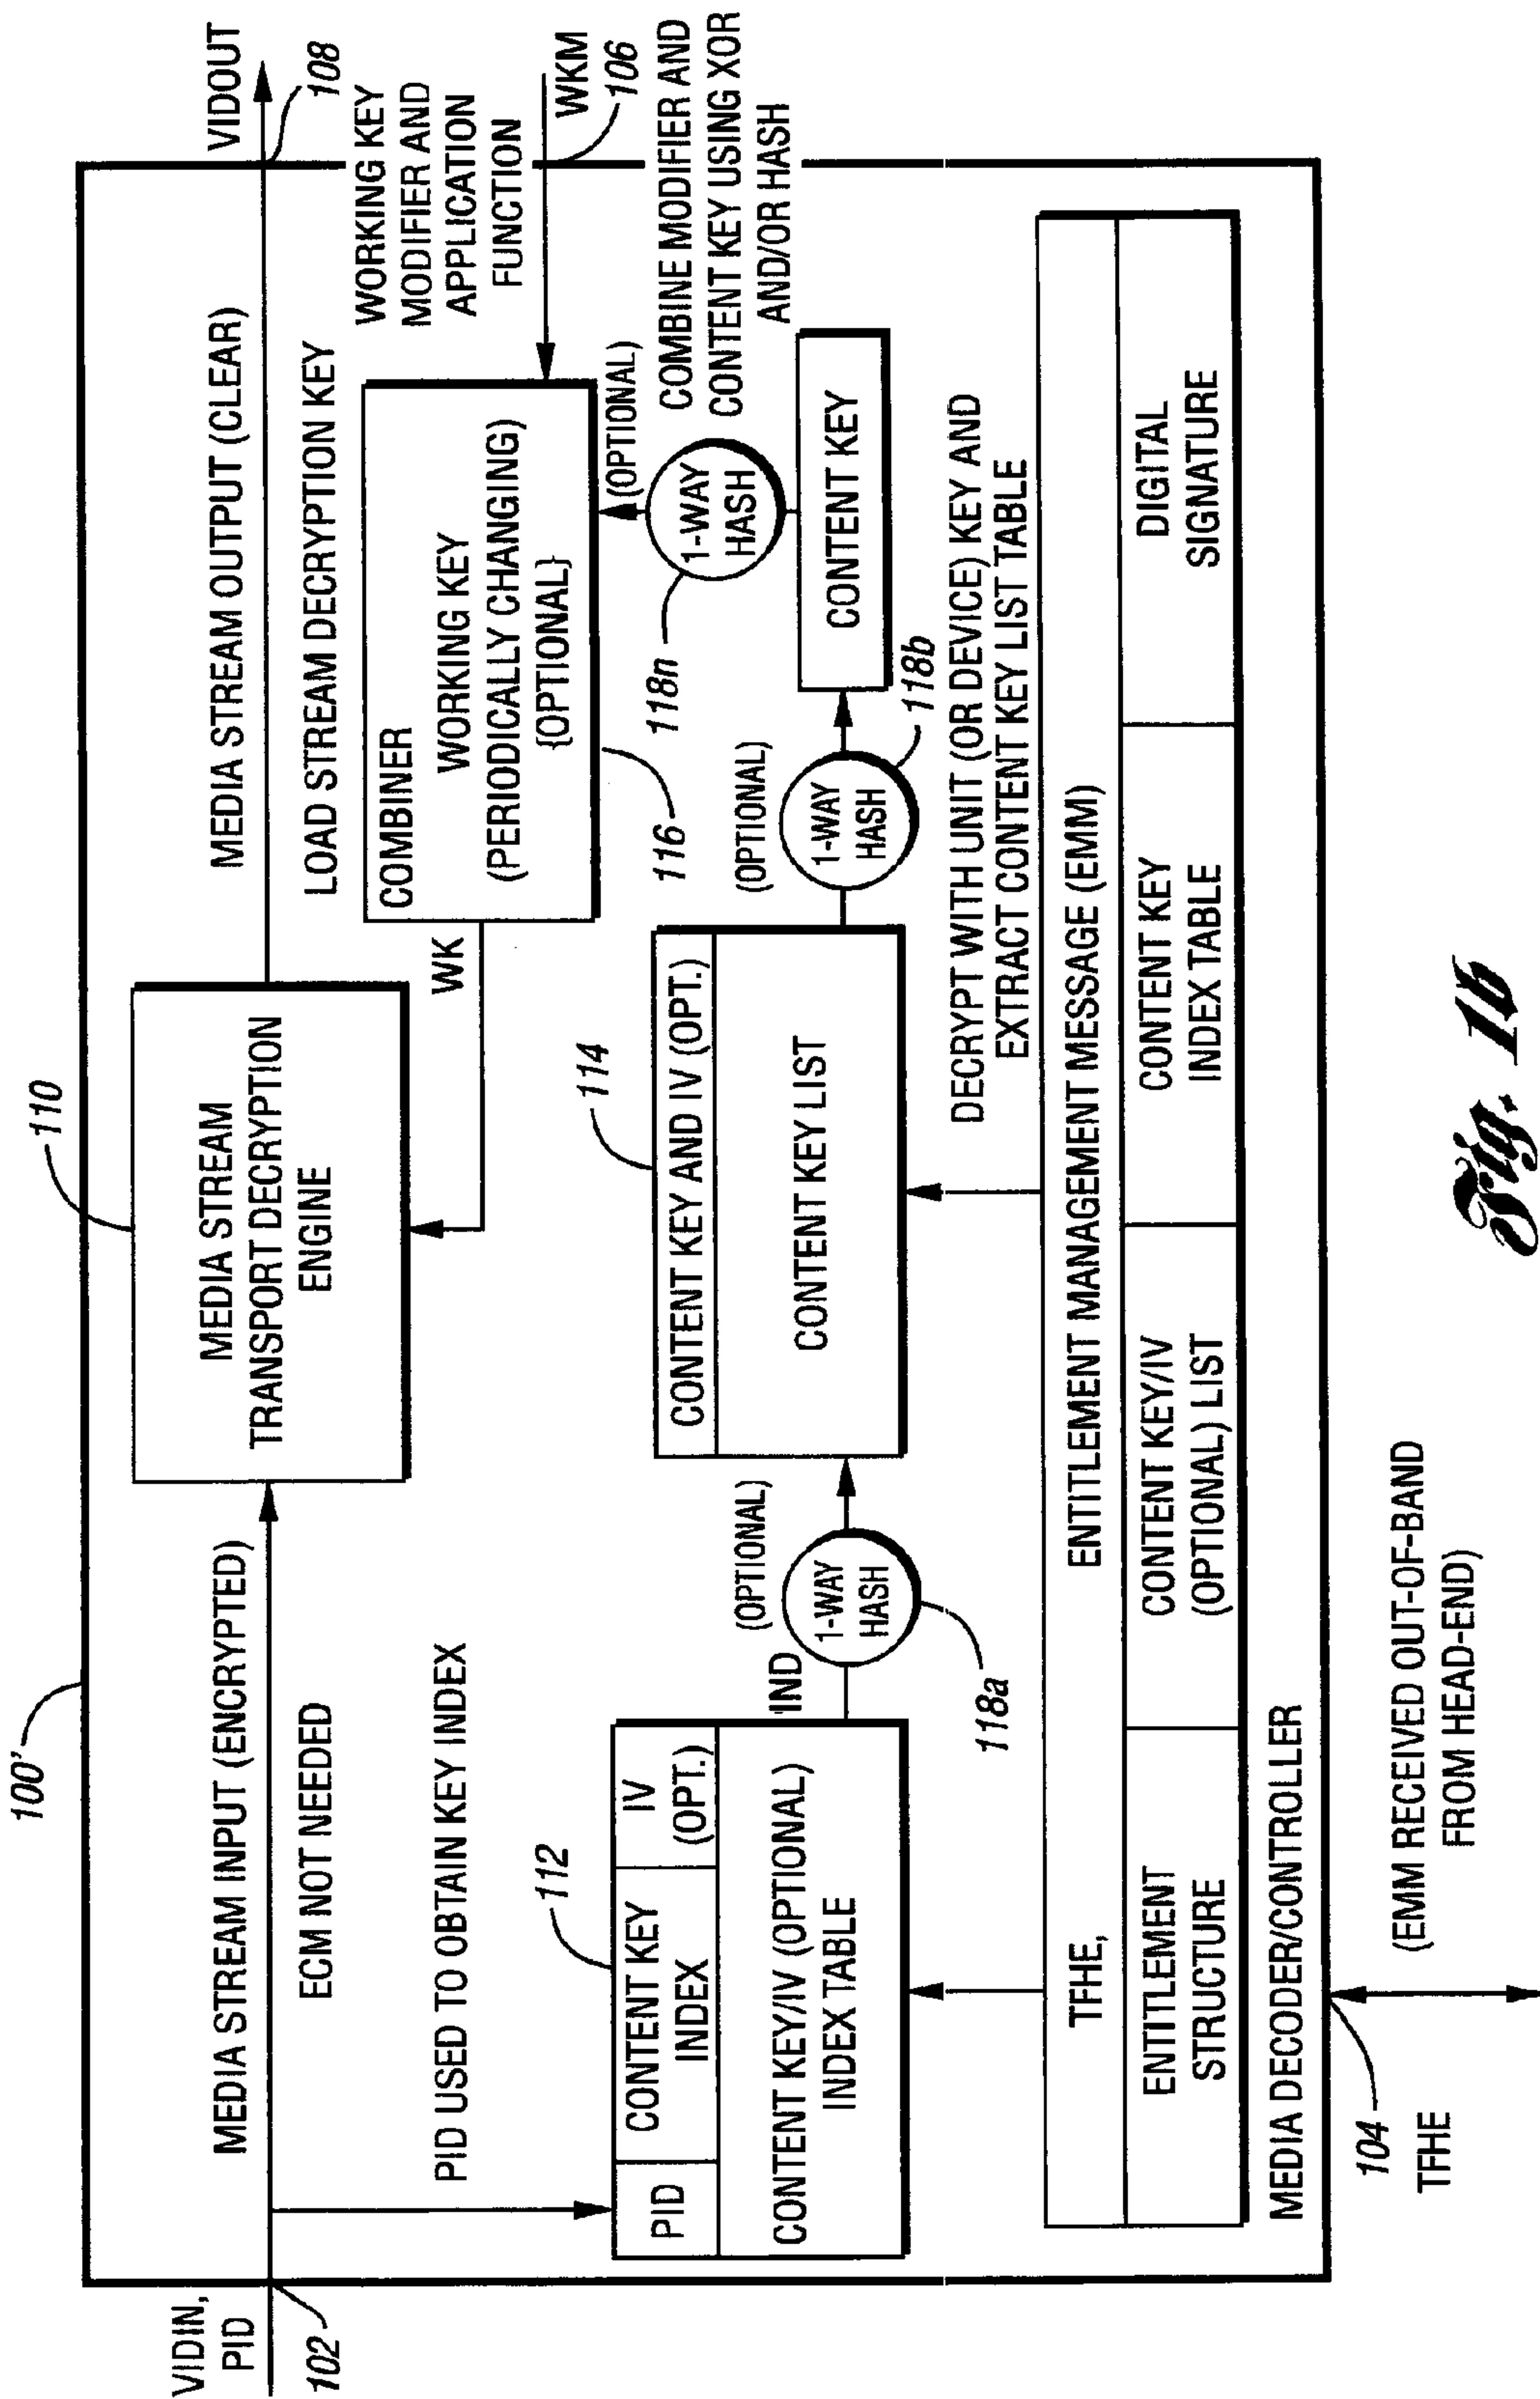 100'
VIDIN,
PID
102
MEDIA STREAM INPUT (ENCRYPTED)
ECM NOT NEEDED
PID USED TO OBTAIN KEY INDEX
110
MEDIA STREAM
TRANSPORT DECRYPTION
ENGINE
MEDIA STREAM OUTPUT (CLEAR)
LOAD STREAM DECRYPTION KEY
VIDOUT
108
WK
COMBINER
WORKING KEY
(PERIODICALLY CHANGING)
{OPTIONAL}
116
WORKING KEY
MODIFIER AND
APPLICATION
FUNCTION
WKM
106
(OPTIONAL)
1-WAY
HASH
118n
COMBINE MODIFIER AND
CONTENT KEY USING XOR
AND/OR HASH
112
PID
CONTENT KEY
INDEX
IV
(OPT.)
CONTENT KEY/IV (OPTIONAL)
INDEX TABLE
IND
(OPTIONAL)
1-WAY
HASH
118a
114
CONTENT KEY AND IV (OPT.)
CONTENT KEY LIST
(OPTIONAL)
1-WAY
HASH
118b
CONTENT KEY
DECRYPT WITH UNIT (OR DEVICE) KEY AND
EXTRACT CONTENT KEY LIST TABLE
TFHE,
ENTITLEMENT MANAGEMENT MESSAGE (EMM)
ENTITLEMENT
STRUCTURE
CONTENT KEY/IV
(OPTIONAL) LIST
CONTENT KEY
INDEX TABLE
DIGITAL
SIGNATURE
MEDIA DECODER/CONTROLLER
104
TFHE
(EMM RECEIVED OUT-OF-BAND
FROM HEAD-END)
Fig. 1b